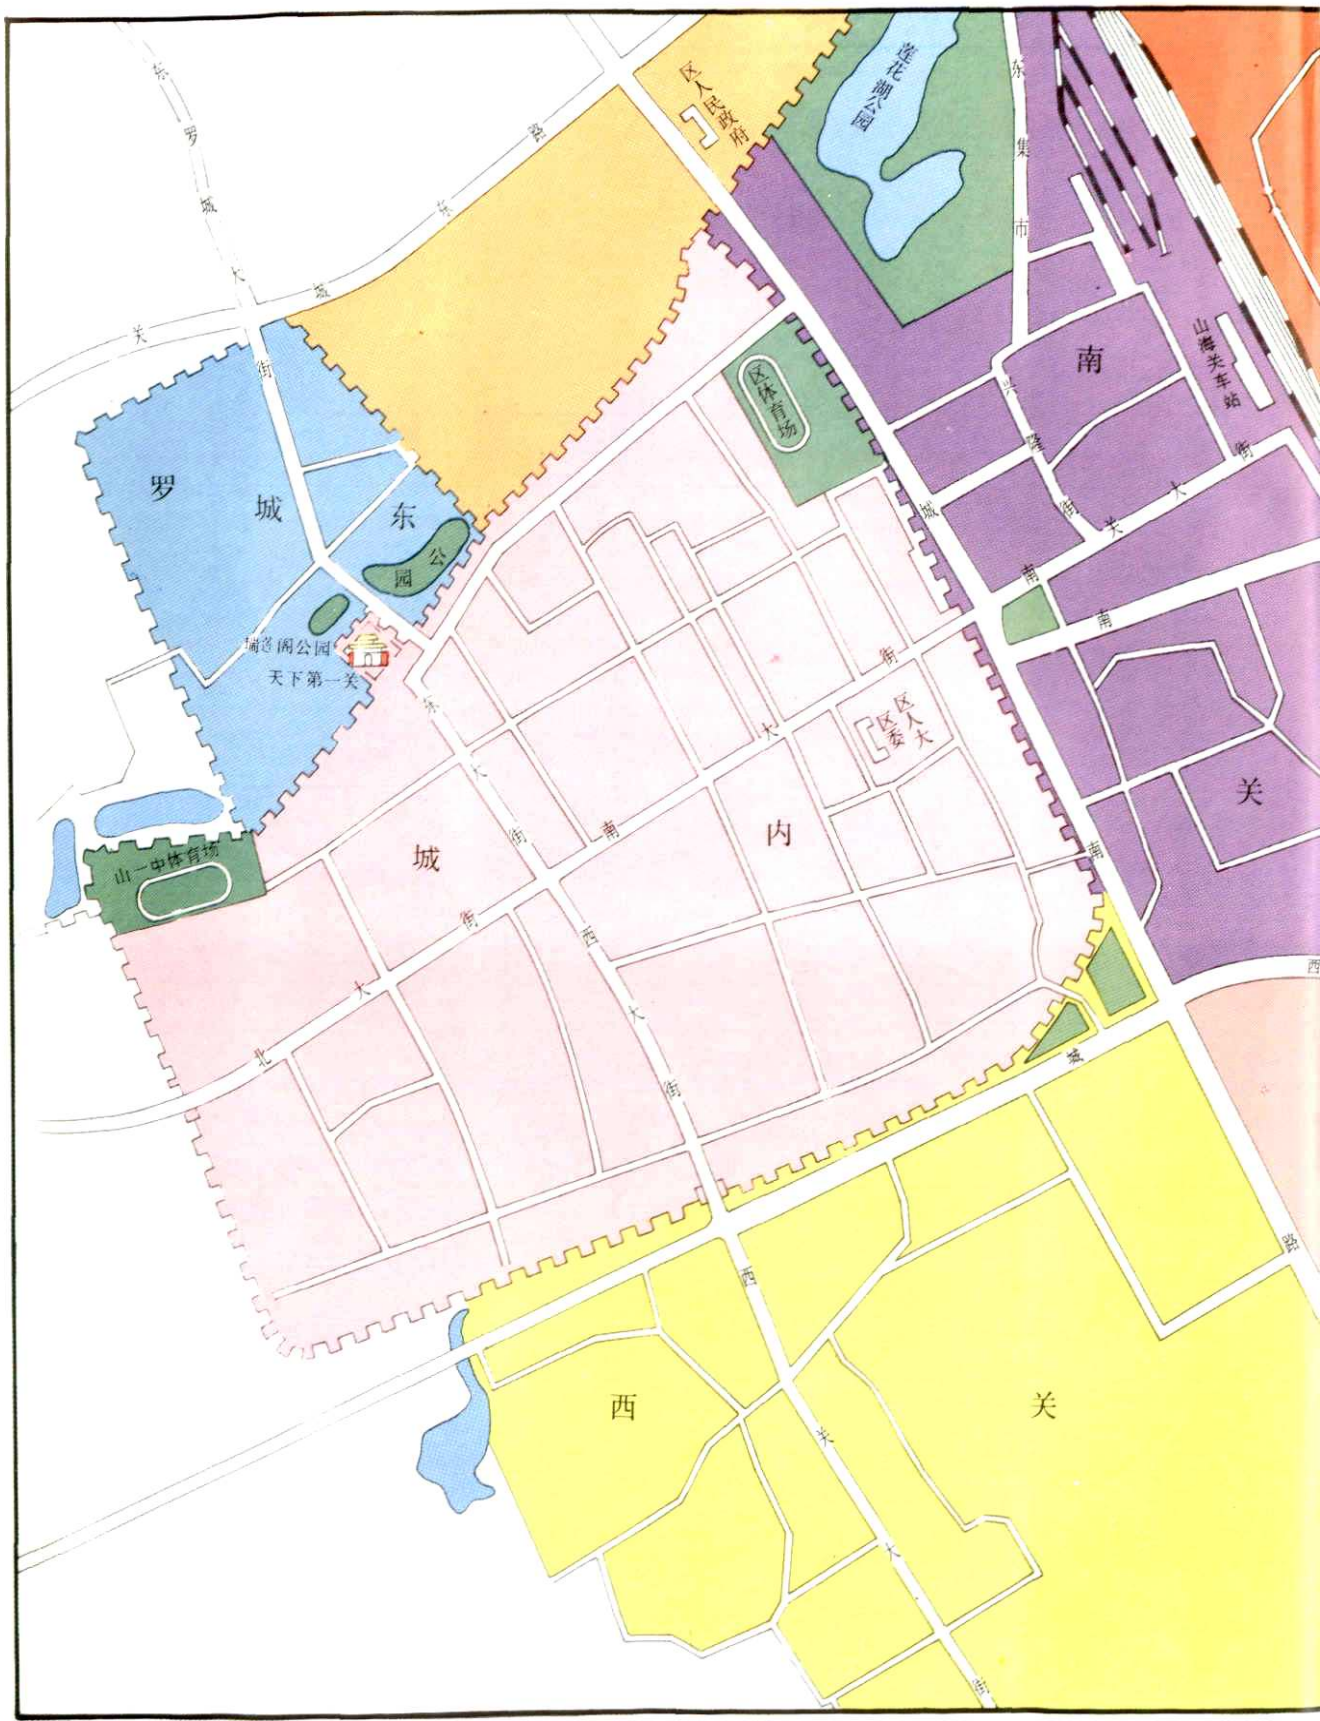 东罗城大街
关城东路
区人民政府
莲花湖公园
东集市
山海关车站
南关
兴隆街
南关大街
区体育场
东罗城
公园
瑞莲阁公园
天下第一关
山一中体育场
城内
东大街
南大街
北大街
西大街
区委
区人大
城南路
南
西
城
西关
西关大街